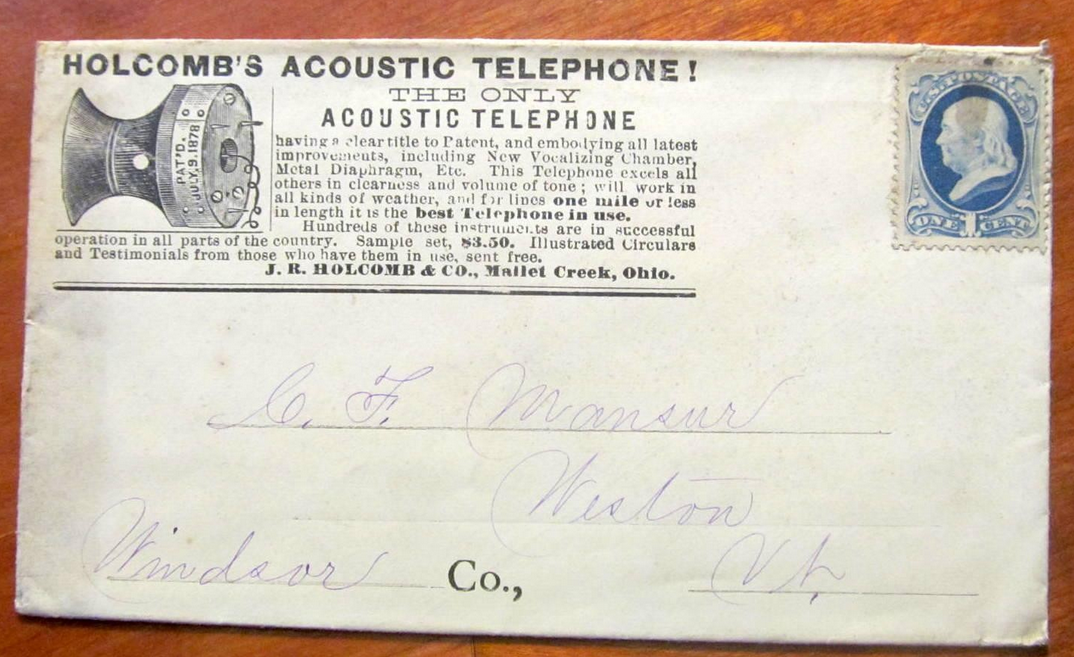 HOLCOMB'S ACOUSTIC TELEPHONE!
THE ONLY
ACOUSTIC TELEPHONE
having a clear title to Patent, and embodying all latest
improvements, including New Vocalizing Chamber,
Metal Diaphragm, Etc. This Telephone excels all
others in clearness and volume of tone; will work in
all kinds of weather, and for lines one mile or less
in length it is the best Telephone in use.
Hundreds of these instruments are in successful
operation in all parts of the country. Sample set, $3.50. Illustrated Circulars
and Testimonials from those who have them in use, sent free.
J. R. HOLCOMB & CO., Mallet Creek, Ohio.
PAT'D.
JULY.9.1878
U.S. POSTAGE
ONE 1 CENT
C. F. Mansur
Weston
Windsor Co., Vt.